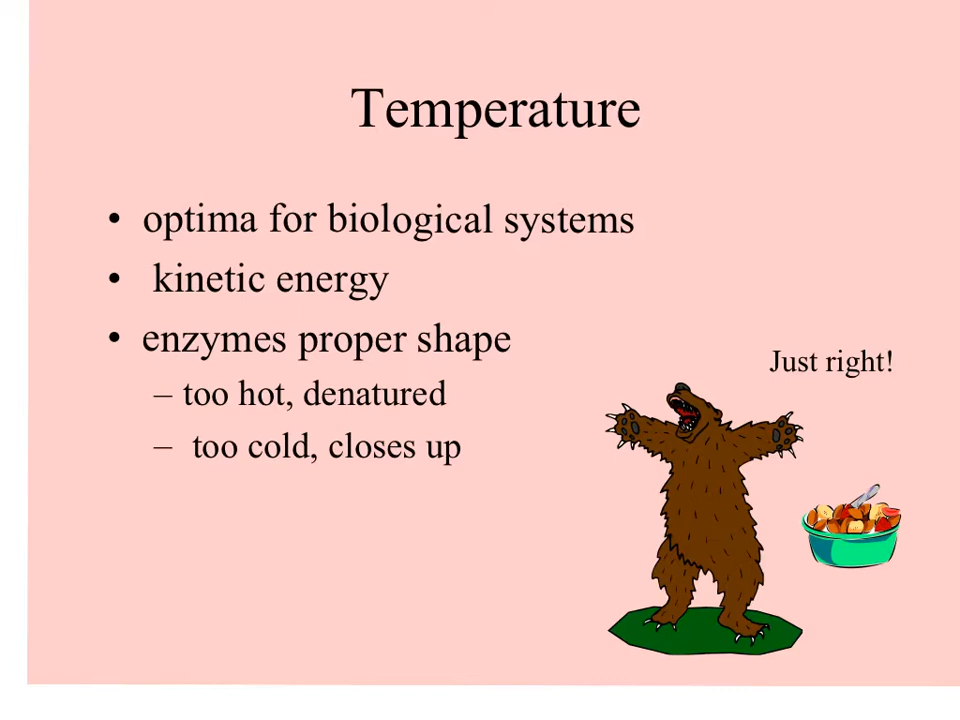 Temperature
• optima for biological systems
• kinetic energy
• enzymes proper shape
– too hot, denatured
– too cold, closes up
Just right!